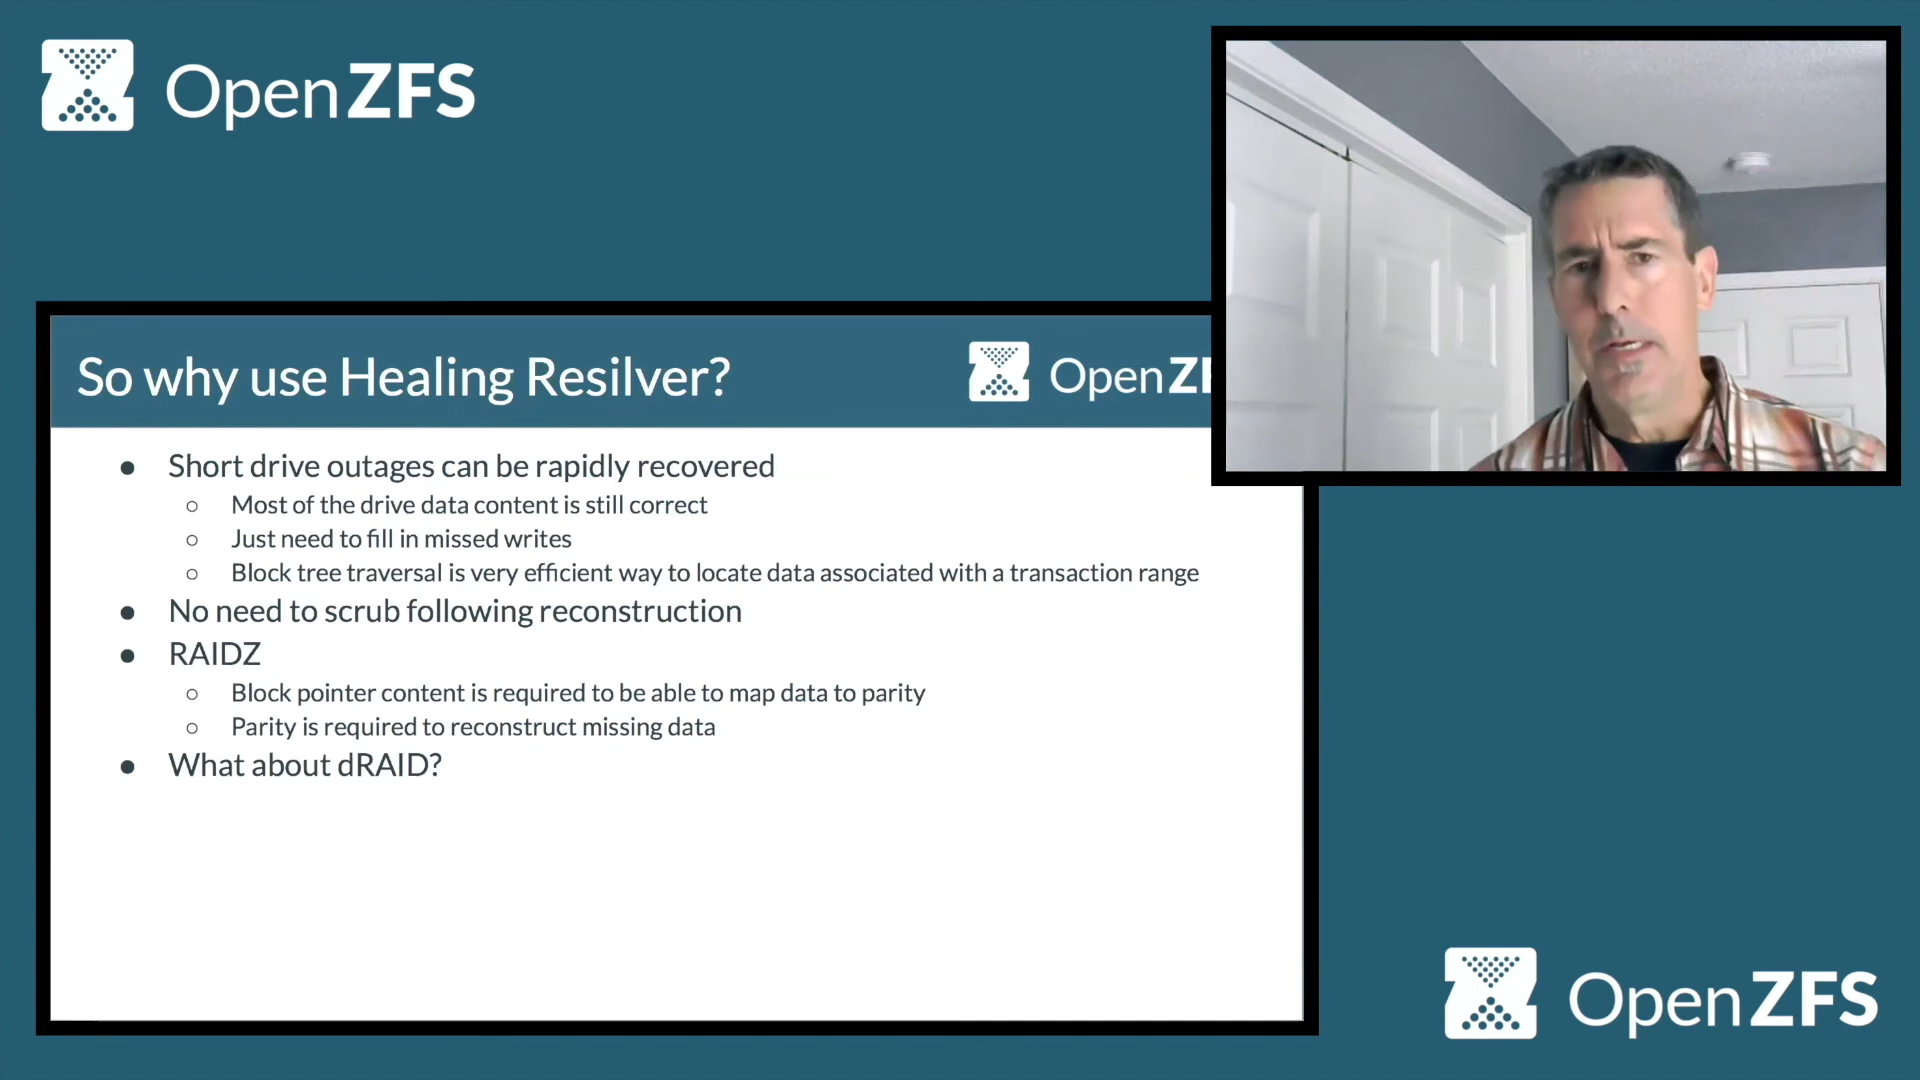 OpenZFS
So why use Healing Resilver?
OpenZF
● Short drive outages can be rapidly recovered
○ Most of the drive data content is still correct
○ Just need to fill in missed writes
○ Block tree traversal is very efficient way to locate data associated with a transaction range
● No need to scrub following reconstruction
● RAIDZ
○ Block pointer content is required to be able to map data to parity
○ Parity is required to reconstruct missing data
● What about dRAID?
OpenZFS